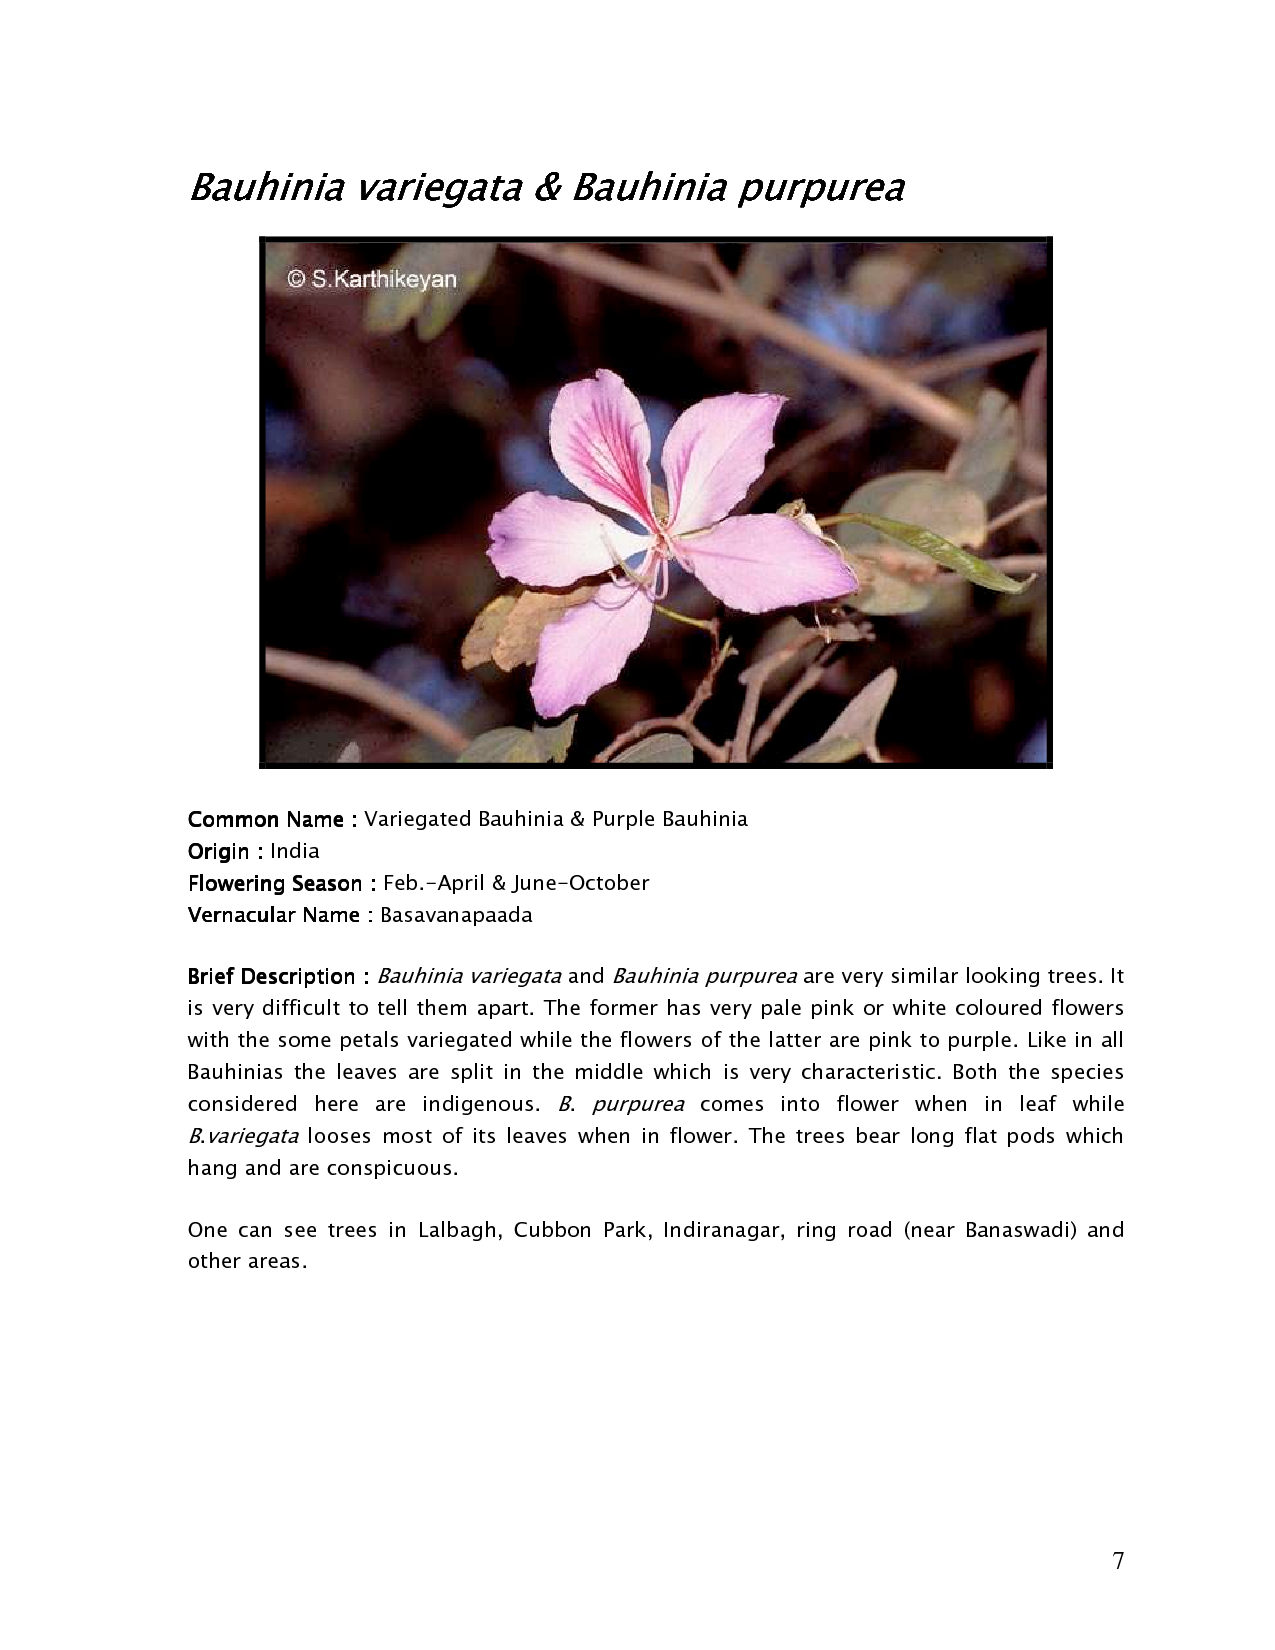 Bauhinia variegata & Bauhinia purpurea
© S.Karthikeyan
Common Name : Variegated Bauhinia & Purple Bauhinia
Origin : India
Flowering Season : Feb.-April & June-October
Vernacular Name : Basavanapaada
Brief Description : Bauhinia variegata and Bauhinia purpurea are very similar looking trees. It
is very difficult to tell them apart. The former has very pale pink or white coloured flowers
with the some petals variegated while the flowers of the latter are pink to purple. Like in all
Bauhinias the leaves are split in the middle which is very characteristic. Both the species
considered here are indigenous. B. purpurea comes into flower when in leaf while
B.variegata looses most of its leaves when in flower. The trees bear long flat pods which
hang and are conspicuous.
One can see trees in Lalbagh, Cubbon Park, Indiranagar, ring road (near Banaswadi) and
other areas.
7